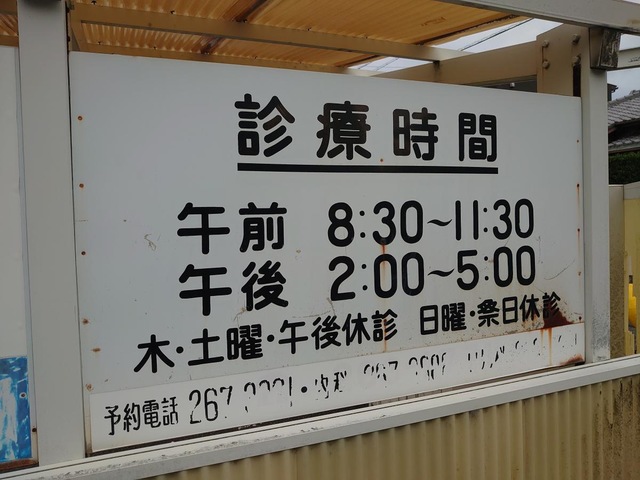 診療時間
午前 8:30~11:30
午後 2:00~5:00
木・土曜・午後休診 日曜・祭日休診
予約電話 267